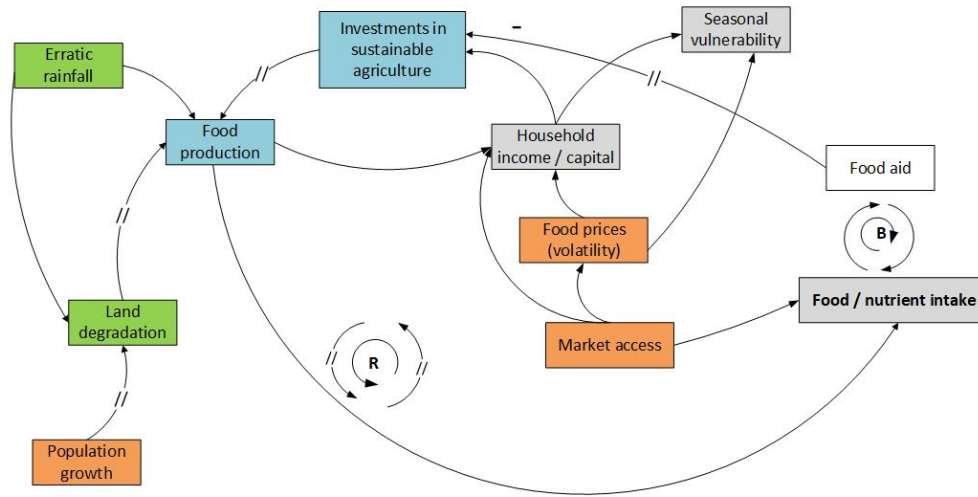 Investments in
sustainable
agriculture
–
Seasonal
vulnerability
Erratic
rainfall
//
//
Food
production
Household
income / capital
Food aid
//
Food prices
(volatility)
B
Food / nutrient intake
Land
degradation
Market access
//
R
//
//
Population
growth